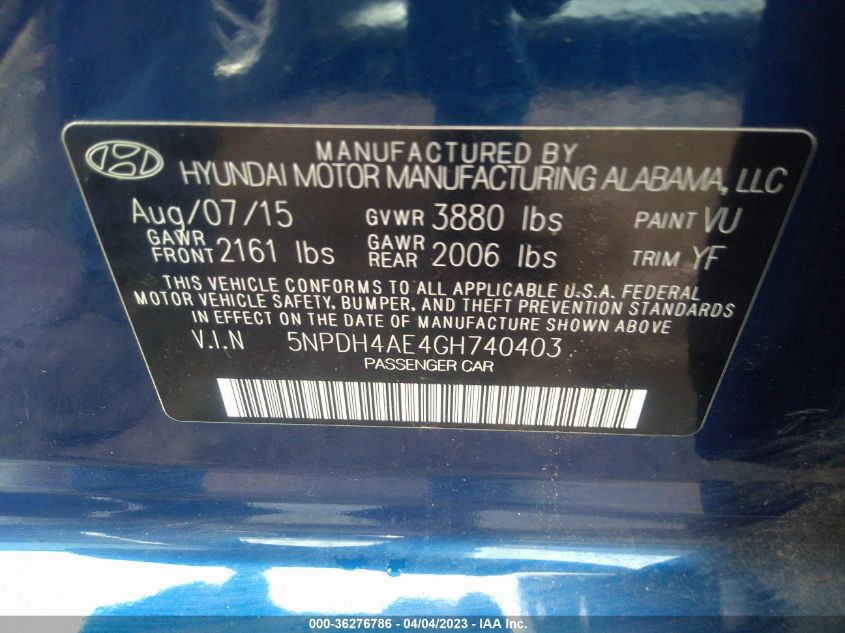 MANUFACTURED BY
HYUNDAI MOTOR MANUFACTURING ALABAMA, LLC
Aug/07/15 GVWR 3880 lbs PAINT VU
GAWR FRONT 2161 lbs GAWR REAR 2006 lbs TRIM YF
THIS VEHICLE CONFORMS TO ALL APPLICABLE U.S.A. FEDERAL
MOTOR VEHICLE SAFETY, BUMPER, AND THEFT PREVENTION STANDARDS
IN EFFECT ON THE DATE OF MANUFACTURE SHOWN ABOVE
V.I.N 5NPDH4AE4GH740403
PASSENGER CAR
000-36276786 - 04/04/2023 - IAA Inc.